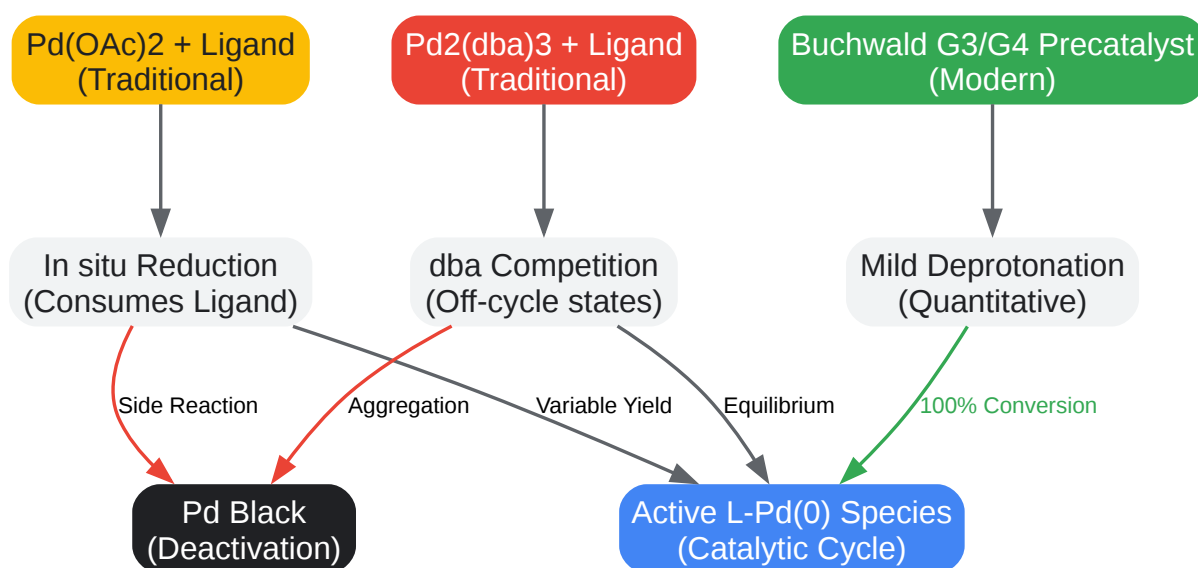 Pd(OAc)2 + Ligand
(Traditional)
Pd2(dba)3 + Ligand
(Traditional)
Buchwald G3/G4 Precatalyst
(Modern)
In situ Reduction
(Consumes Ligand)
dba Competition
(Off-cycle states)
Mild Deprotonation
(Quantitative)
Side Reaction
Aggregation
Variable Yield
Equilibrium
100% Conversion
Pd Black
(Deactivation)
Active L-Pd(0) Species
(Catalytic Cycle)